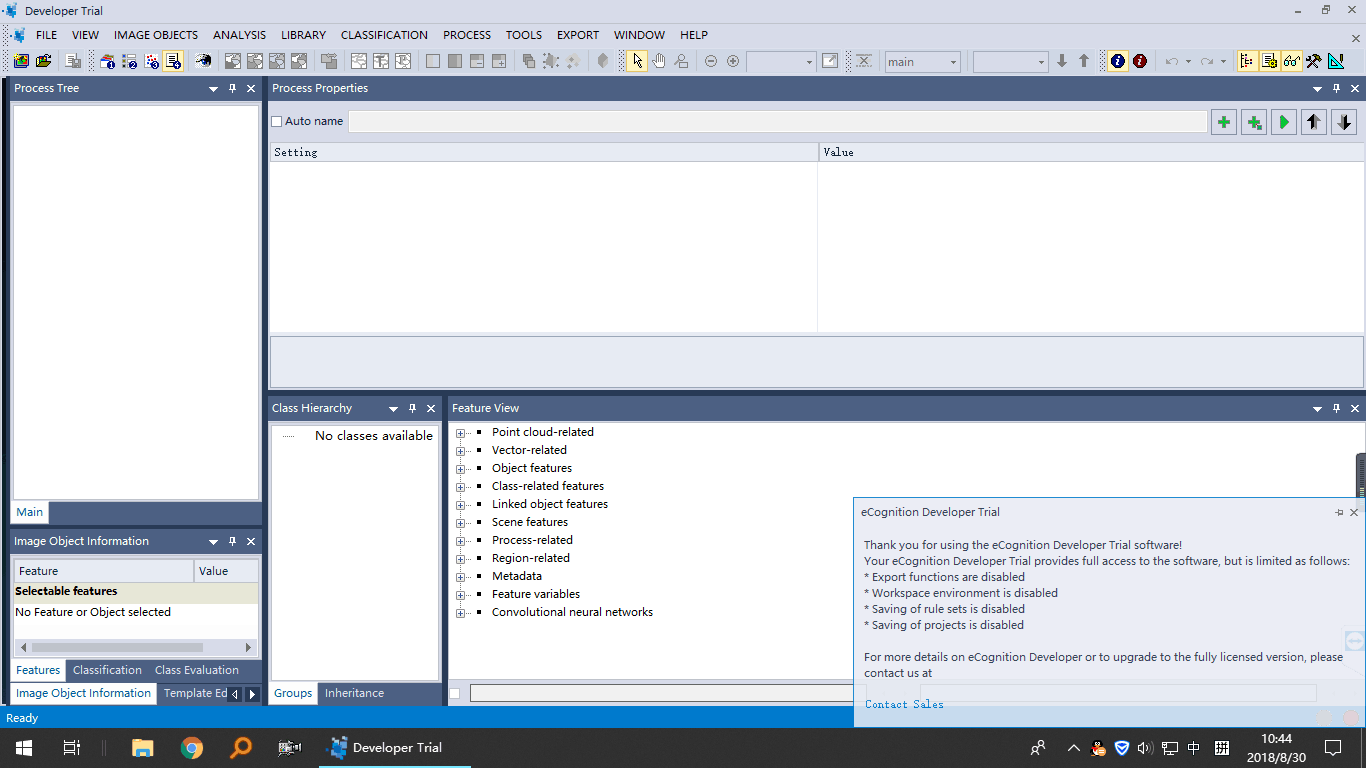 Developer Trial
FILE VIEW IMAGE OBJECTS ANALYSIS LIBRARY CLASSIFICATION PROCESS TOOLS EXPORT WINDOW HELP
main
Process Tree
Main
Process Properties
Auto name
Setting Value
Image Object Information
Feature Value
Selectable features
No Feature or Object selected
Features Classification Class Evaluation
Image Object Information Template Ed
Class Hierarchy
No classes available
Groups Inheritance
Feature View
Point cloud-related
Vector-related
Object features
Class-related features
Linked object features
Scene features
Process-related
Region-related
Metadata
Feature variables
Convolutional neural networks
eCognition Developer Trial
Thank you for using the eCognition Developer Trial software!
Your eCognition Developer Trial provides full access to the software, but is limited as follows:
* Export functions are disabled
* Workspace environment is disabled
* Saving of rule sets is disabled
* Saving of projects is disabled
For more details on eCognition Developer or to upgrade to the fully licensed version, please
contact us at
Contact Sales
Ready
Developer Trial
中
拼
10:44
2018/8/30